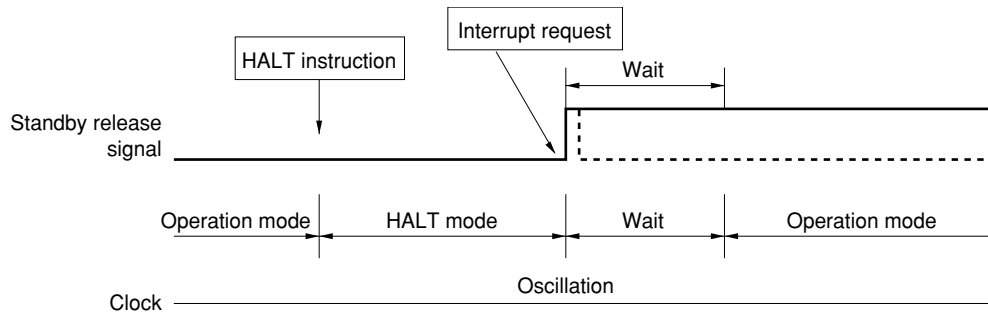 Interrupt request
HALT instruction
Wait
Standby release
signal
Operation mode
HALT mode
Wait
Operation mode
Oscillation
Clock